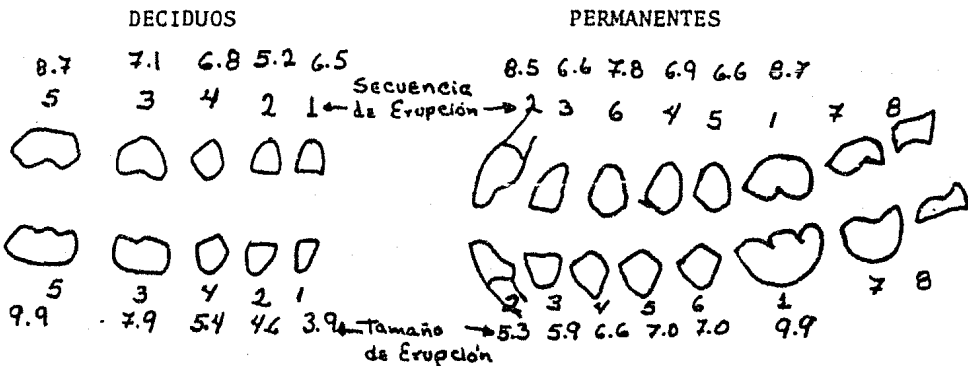 DECIDUOS PERMANENTES
8.7 7.1 6.8 5.2 6.5 8.5 6.6 7.8 6.9 6.6 8.7
Secuencia
5 3 4 2 1 de Erupción 2 3 6 4 5 1 7 8
5 3 4 2 1 2 3 4 5 6 1 7 8
9.9 7.9 5.4 4.6 3.9 Tamaño 5.3 5.9 6.6 7.0 7.0 9.9
de Erupción